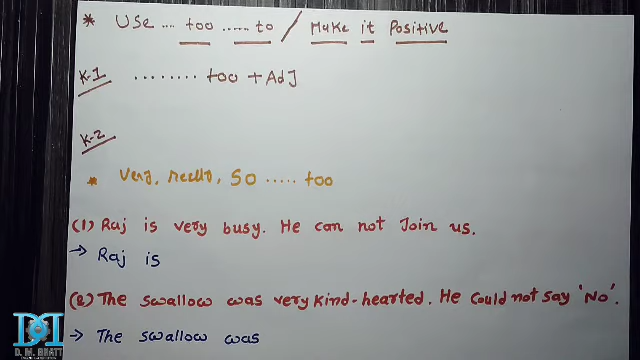 * Use .... too ...... to / Make it Positive
K-1 ........ too + Adj
K-2
* Very, really, So ..... too
(1) Raj is very busy. He can not Join us.
→ Raj is
(2) The swallow was very kind-hearted. He could not say 'No'.
→ The swallow was
D. M. BHATT